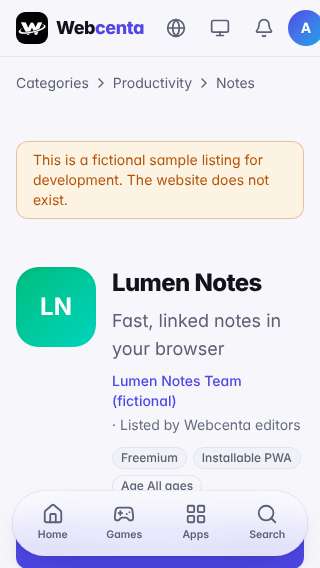 Webcenta
A
Categories > Productivity > Notes
This is a fictional sample listing for
development. The website does not
exist.
LN
Lumen Notes
Fast, linked notes in
your browser
Lumen Notes Team
(fictional)
· Listed by Webcenta editors
Freemium
Installable PWA
Age All ages
Home
Games
Apps
Search